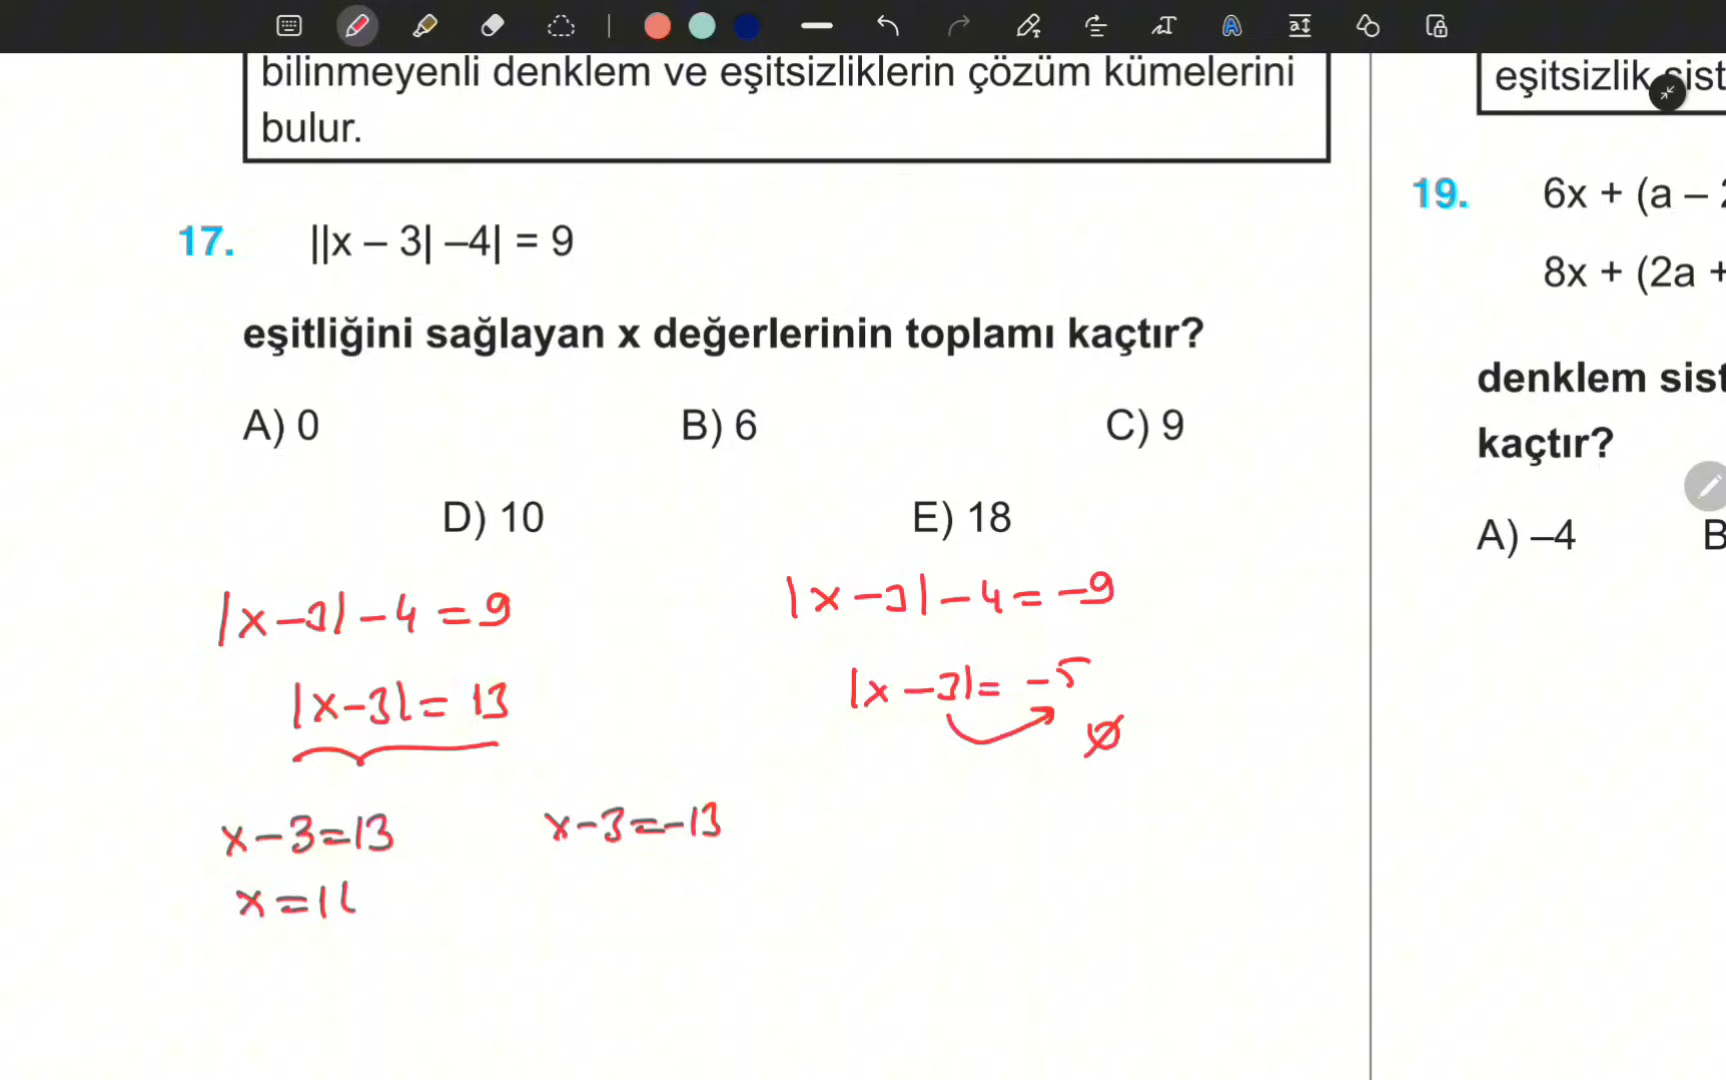 bilinmeyenli denklem ve eşitsizliklerin çözüm kümelerini
bulur.
17. ||x – 3| –4| = 9
eşitliğini sağlayan x değerlerinin toplamı kaçtır?
A) 0 B) 6 C) 9
D) 10 E) 18
|x-3|-4=9
|x-3|=13
x-3=13 x-3=-13
|x-3|-4=-9
|x-3|=-5
∅
eşitsizlik
19. 6x + (a –
8x + (2a +
denklem sist
kaçtır?
A) –4 B